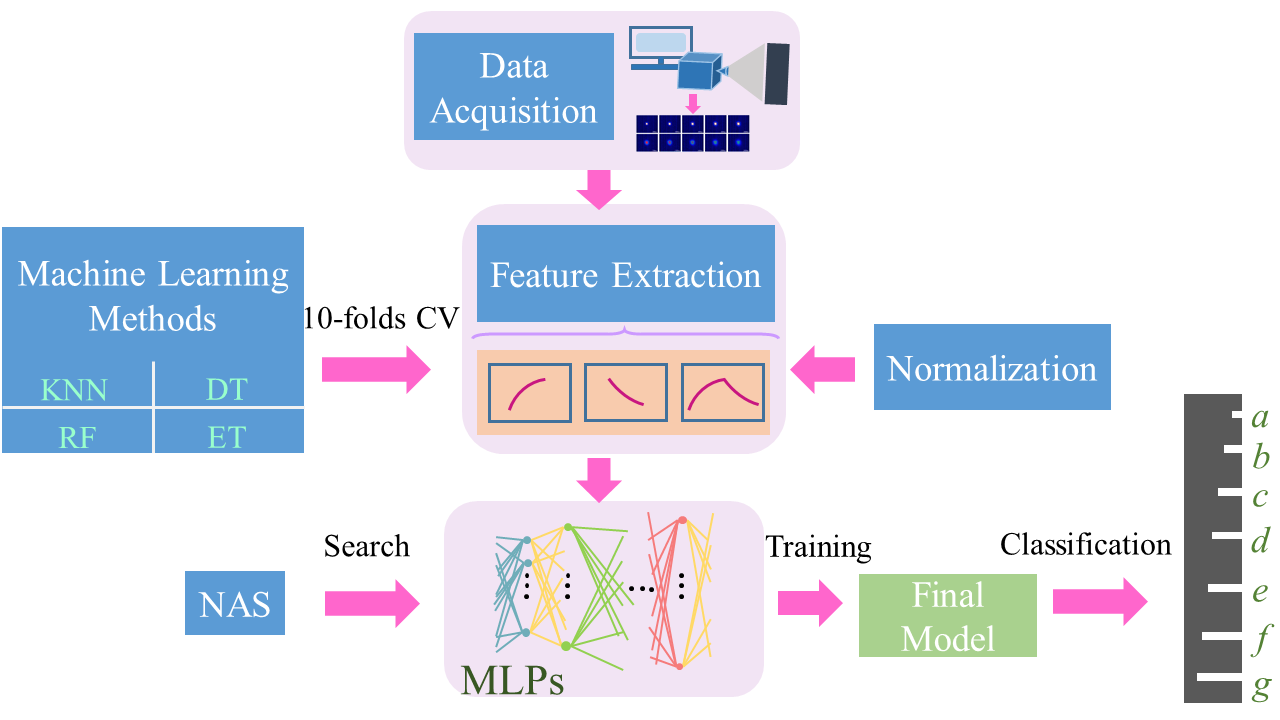 Data
Acquisition
Machine Learning
Methods
KNN
DT
RF
ET
10-folds CV
Feature Extraction
Normalization
NAS
Search
MLPs
Training
Final
Model
Classification
a
b
c
d
e
f
g